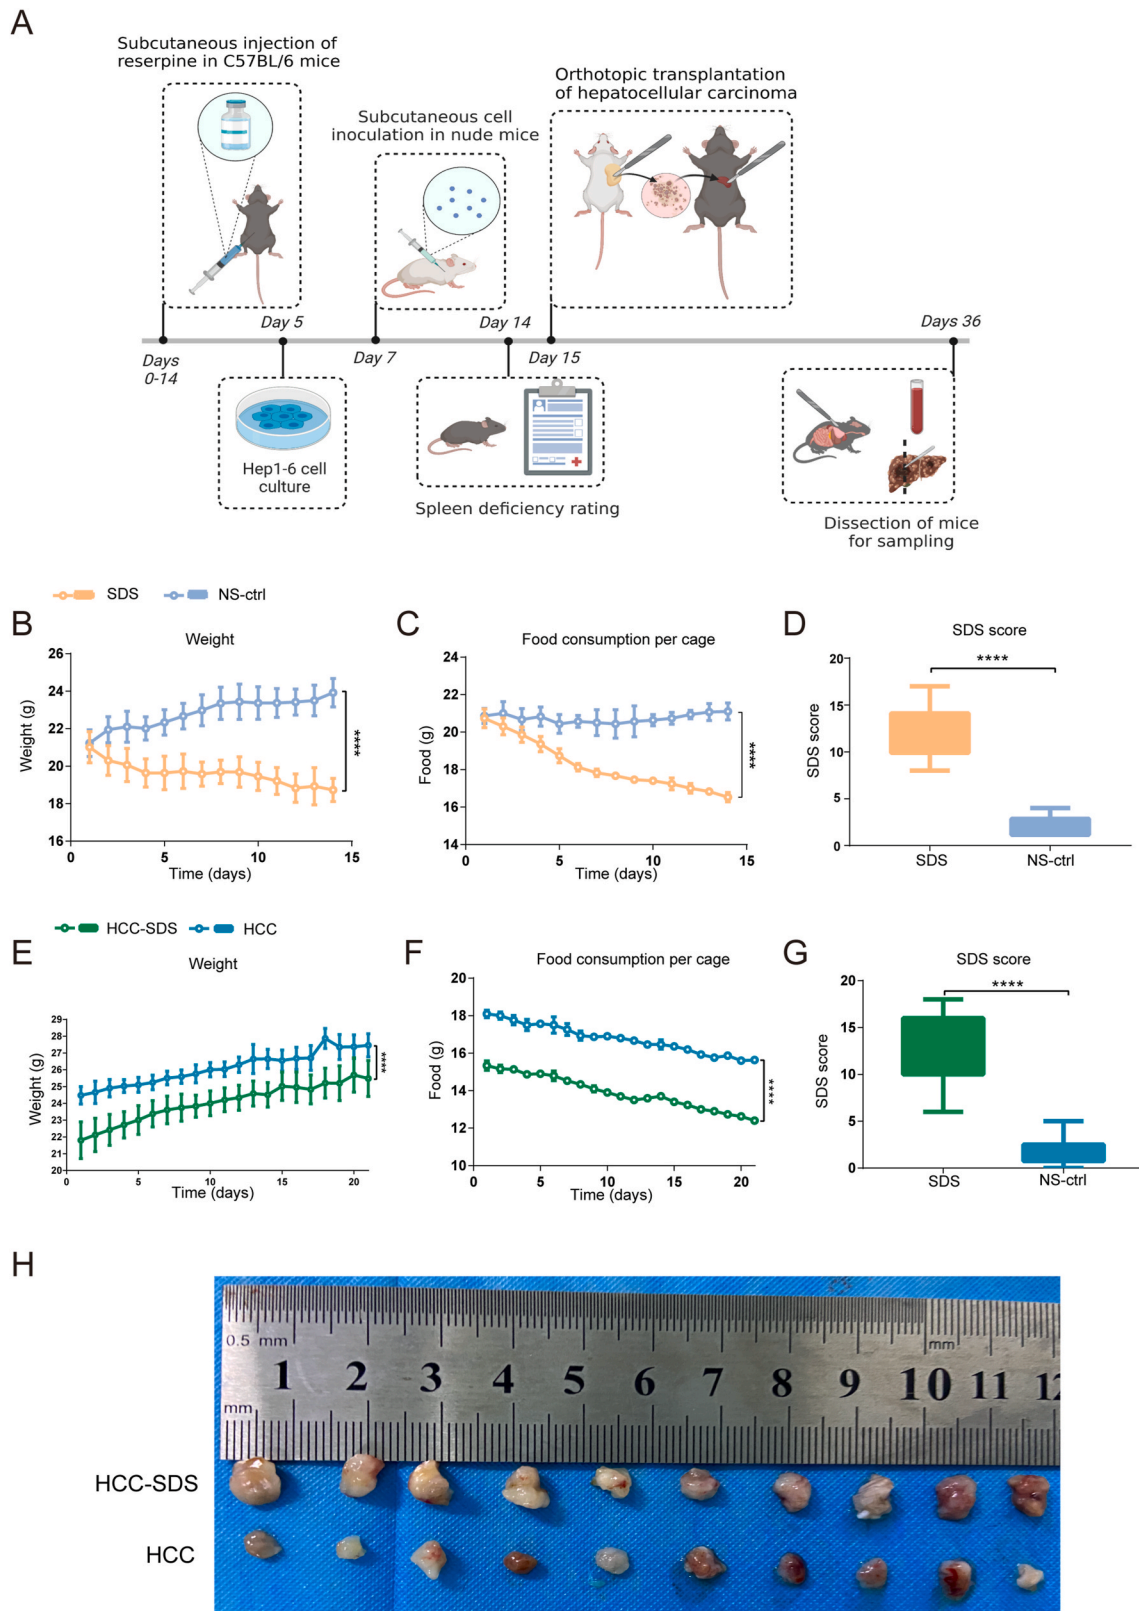 A
Subcutaneous injection of
reserpine in C57BL/6 mice
Subcutaneous cell
inoculation in nude mice
Orthotopic transplantation
of hepatocellular carcinoma
Day 5
Day 14
Days 36
Days
0-14
Day 7
Day 15
Hep1-6 cell
culture
Spleen deficiency rating
Dissection of mice
for sampling
SDS NS-ctrl
B
Weight
Weight (g)
26
24
22
20
18
16
0 5 10 15
Time (days)
****
C
Food consumption per cage
Food (g)
24
22
20
18
16
14
0 5 10 15
Time (days)
****
D
SDS score
****
SDS score
20
15
10
5
0
SDS NS-ctrl
HCC-SDS HCC
E
Weight
Weight (g)
29
28
27
26
25
24
23
22
21
20
0 5 10 15 20
Time (days)
****
F
Food consumption per cage
Food (g)
20
18
16
14
12
10
0 5 10 15 20
Time (days)
****
G
SDS score
****
SDS score
20
15
10
5
0
SDS NS-ctrl
H
0.5 mm mm
1 2 3 4 5 6 7 8 9 10 11 12
mm
HCC-SDS
HCC